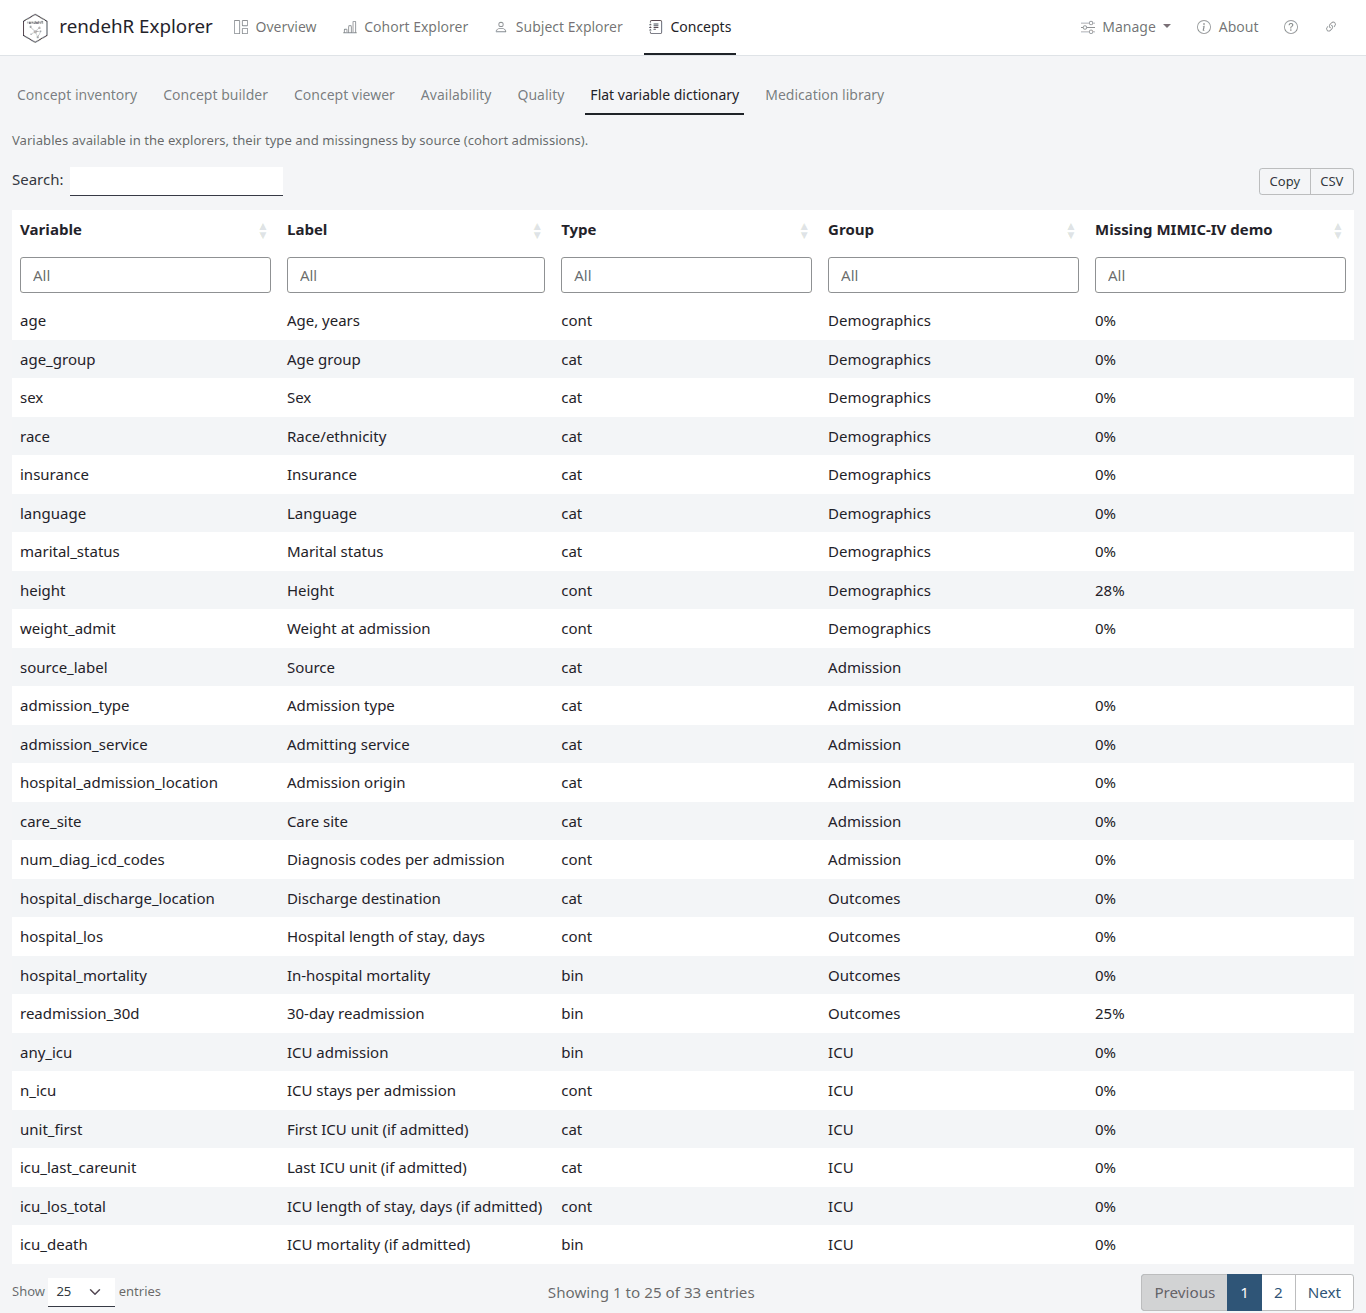 rendehR Explorer Overview Cohort Explorer Subject Explorer Concepts Manage About
Concept inventory Concept builder Concept viewer Availability Quality Flat variable dictionary Medication library
Variables available in the explorers, their type and missingness by source (cohort admissions).
Search: Copy CSV
Variable Label Type Group Missing MIMIC-IV demo
All All All All All
age Age, years cont Demographics 0%
age_group Age group cat Demographics 0%
sex Sex cat Demographics 0%
race Race/ethnicity cat Demographics 0%
insurance Insurance cat Demographics 0%
language Language cat Demographics 0%
marital_status Marital status cat Demographics 0%
height Height cont Demographics 28%
weight_admit Weight at admission cont Demographics 0%
source_label Source cat Admission
admission_type Admission type cat Admission 0%
admission_service Admitting service cat Admission 0%
hospital_admission_location Admission origin cat Admission 0%
care_site Care site cat Admission 0%
num_diag_icd_codes Diagnosis codes per admission cont Admission 0%
hospital_discharge_location Discharge destination cat Outcomes 0%
hospital_los Hospital length of stay, days cont Outcomes 0%
hospital_mortality In-hospital mortality bin Outcomes 0%
readmission_30d 30-day readmission bin Outcomes 25%
any_icu ICU admission bin ICU 0%
n_icu ICU stays per admission cont ICU 0%
unit_first First ICU unit (if admitted) cat ICU 0%
icu_last_careunit Last ICU unit (if admitted) cat ICU 0%
icu_los_total ICU length of stay, days (if admitted) cont ICU 0%
icu_death ICU mortality (if admitted) bin ICU 0%
Show 25 entries Showing 1 to 25 of 33 entries Previous 1 2 Next